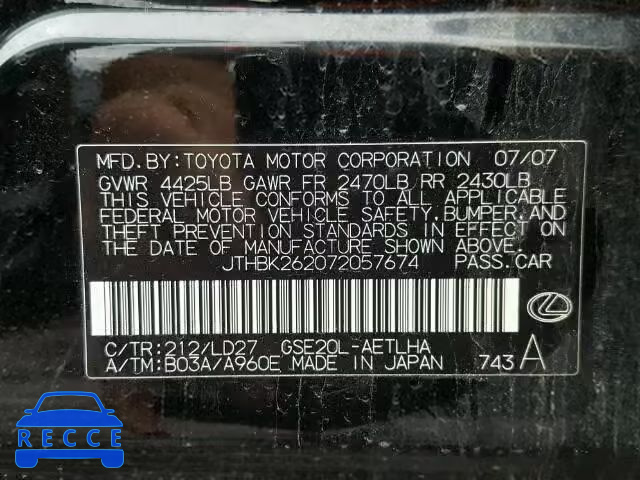 MFD.BY:TOYOTA MOTOR CORPORATION 07/07
GVWR 4425LB GAWR FR 2470LB RR 2430LB
THIS VEHICLE CONFORMS TO ALL APPLICABLE
FEDERAL MOTOR VEHICLE SAFETY,BUMPER,AND
THEFT PREVENTION STANDARDS IN EFFECT ON
THE DATE OF MANUFACTURE SHOWN ABOVE.
JTHBK262072057674 PASS.CAR
C/TR:212/LD27 GSE20L-AETLHA
A/TM:B03A/A960E MADE IN JAPAN 743 A
RECCE